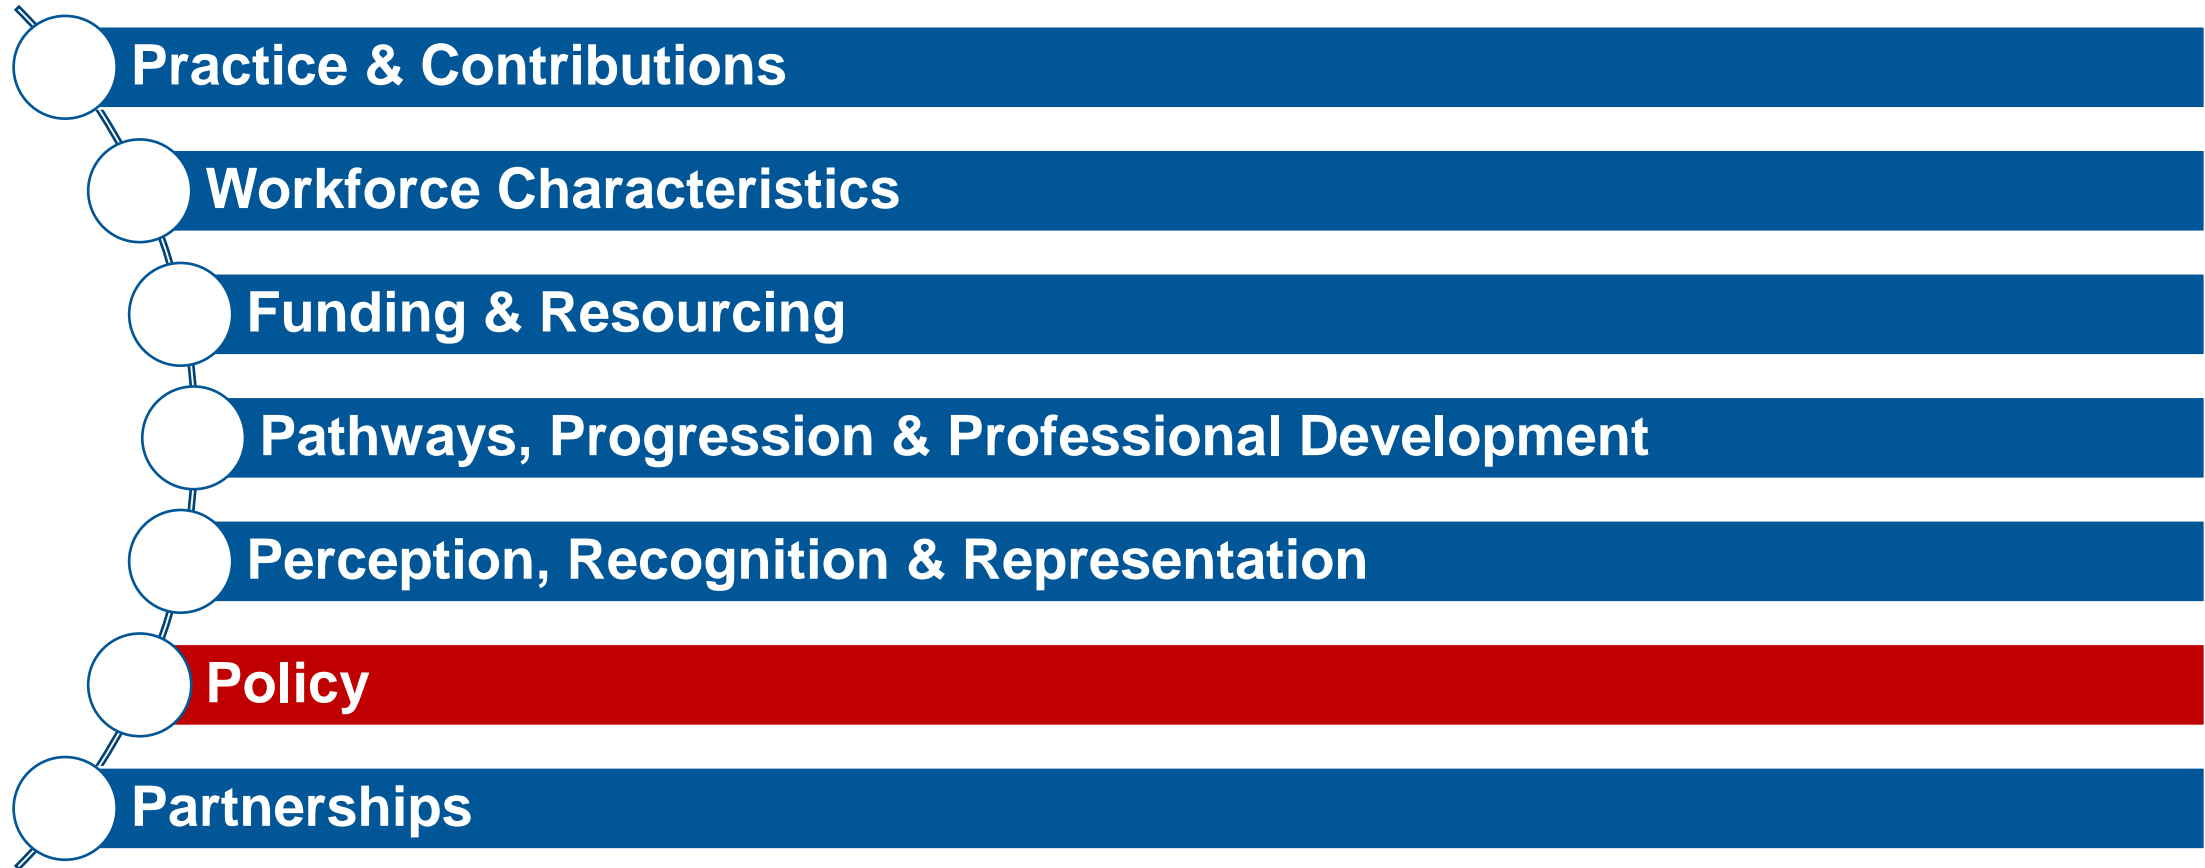 Practice & Contributions
Workforce Characteristics
Funding & Resourcing
Pathways, Progression & Professional Development
Perception, Recognition & Representation
Policy
Partnerships